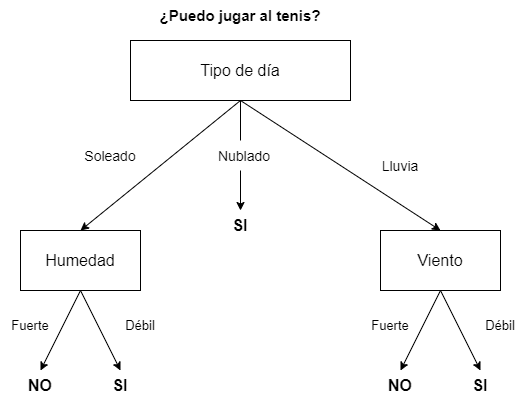 ¿Puedo jugar al tenis?
Tipo de día
Soleado
Nublado
Lluvia
SI
Humedad
Viento
Fuerte
Débil
Fuerte
Débil
NO
SI
NO
SI